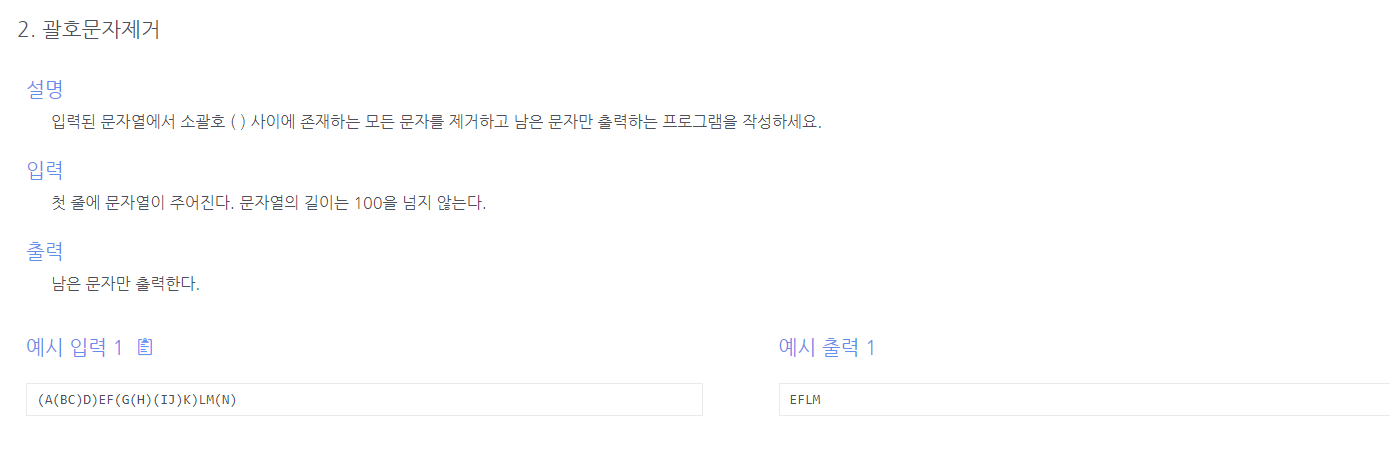 2. 괄호문자제거
설명
입력된 문자열에서 소괄호 ( ) 사이에 존재하는 모든 문자를 제거하고 남은 문자만 출력하는 프로그램을 작성하세요.
입력
첫 줄에 문자열이 주어진다. 문자열의 길이는 100을 넘지 않는다.
출력
남은 문자만 출력한다.
예시 입력 1
예시 출력 1
(A(BC)D)EF(G(H)(IJ)K)LM(N)
EFLM